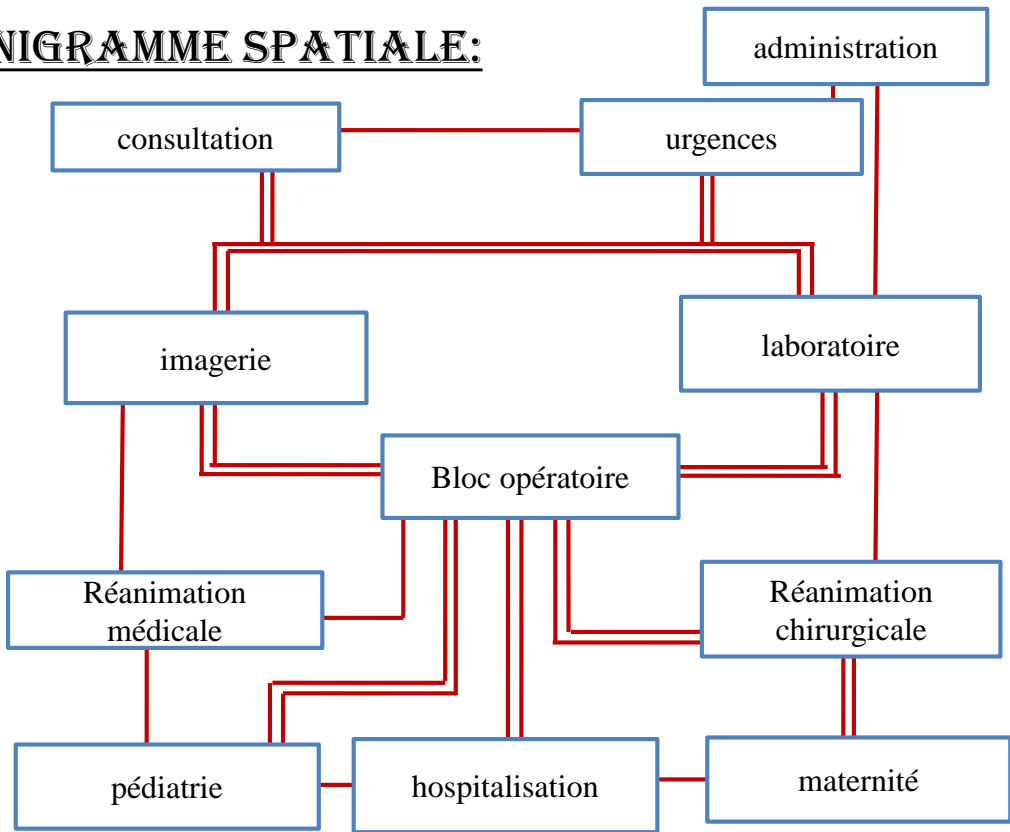 NIGRAMME SPATIALE:
administration
consultation
urgences
imagerie
laboratoire
Bloc opératoire
Réanimation
médicale
Réanimation
chirurgicale
pédiatrie
hospitalisation
maternité